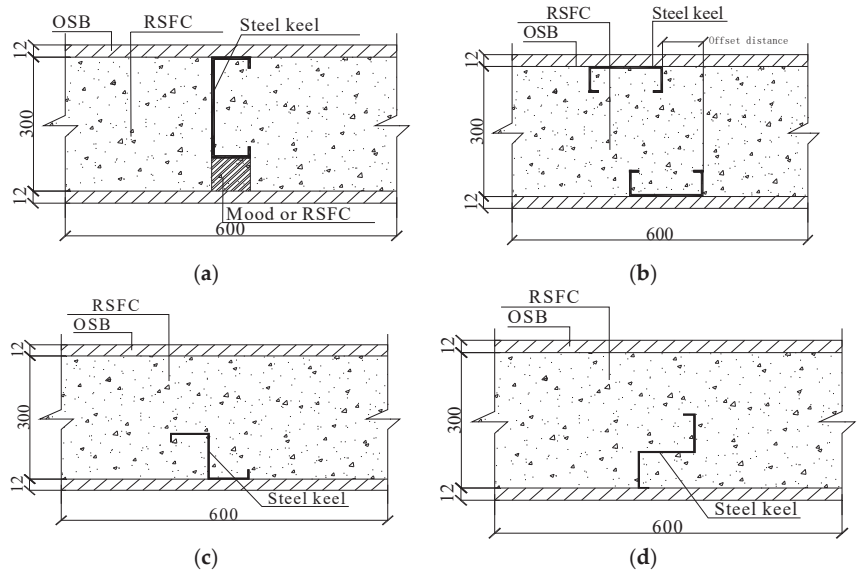 OSB
RSFC
Steel keel
12
300
12
Mood or RSFC
600
(a)
RSFC
Steel keel
OSB
Offset distance
12
300
12
600
(b)
RSFC
OSB
12
300
12
Steel keel
600
(c)
RSFC
OSB
12
300
12
Steel keel
600
(d)